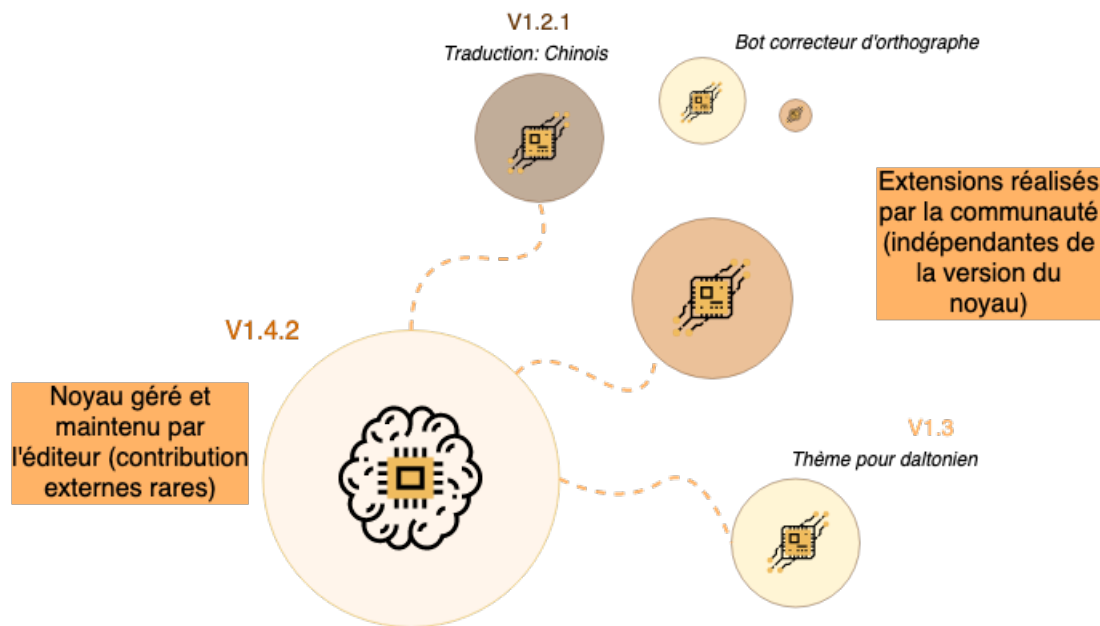 V1.2.1
Traduction: Chinois
Bot correcteur d'orthographe
Extensions réalisés
par la communauté
(indépendantes de
la version du
noyau)
V1.4.2
Noyau géré et
maintenu par
l'éditeur (contribution
externes rares)
V1.3
Thème pour daltonien